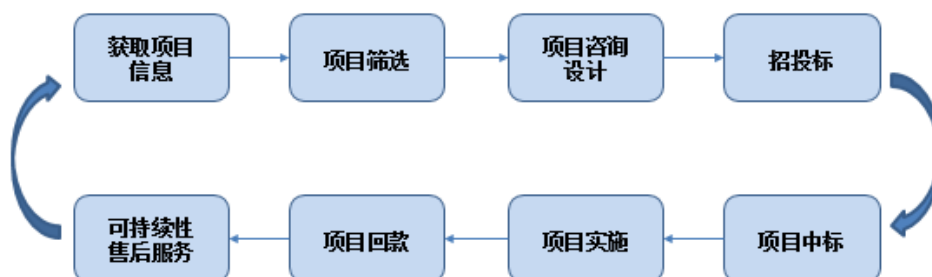 获取项目
信息
项目筛选
项目咨询
设计
招投标
可持续性
售后服务
项目回款
项目实施
项目中标